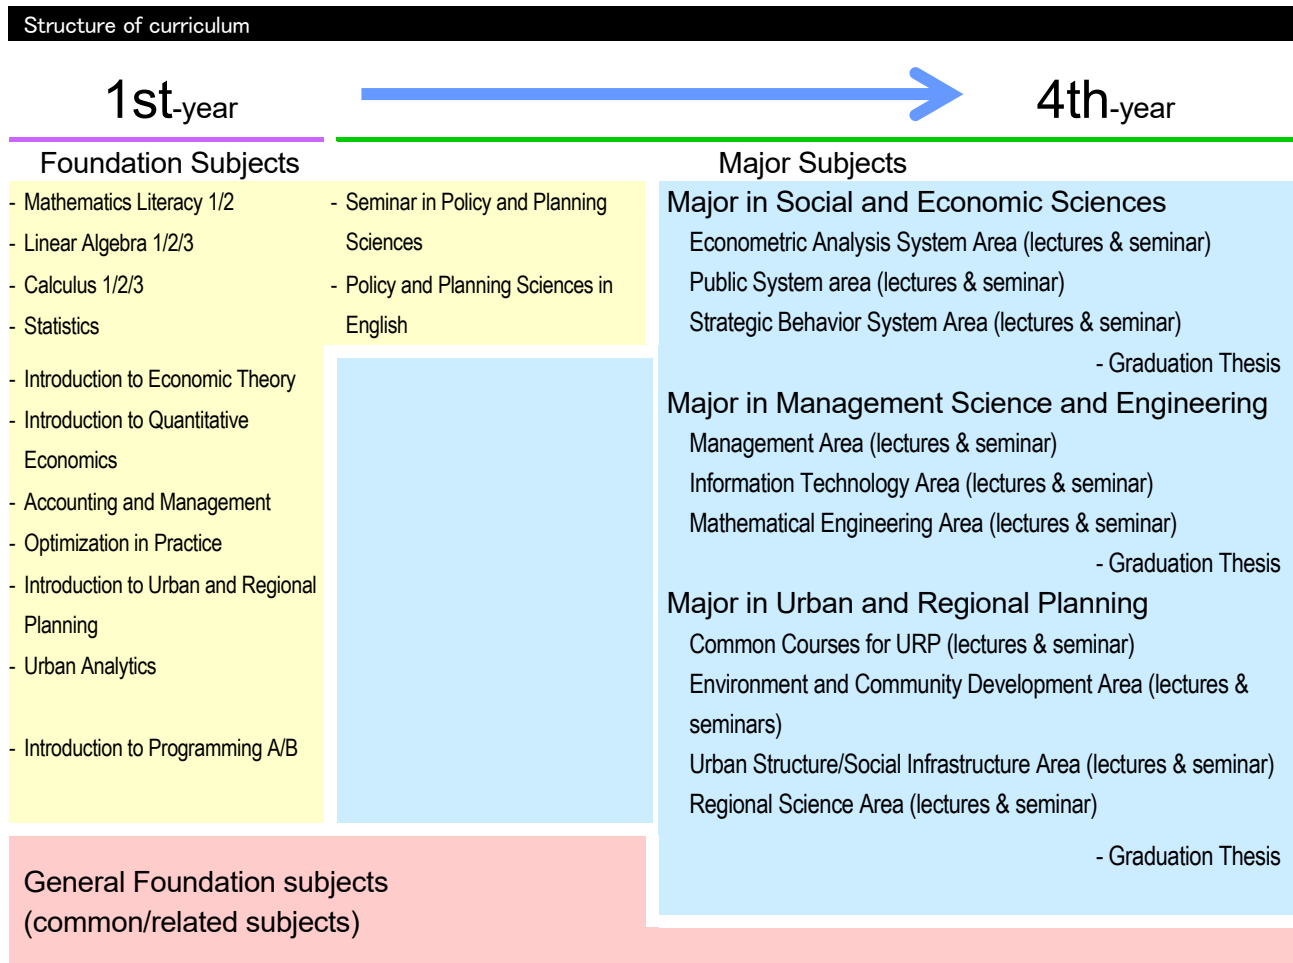 Structure of curriculum
1st-year
4th-year
Foundation Subjects
Major Subjects
- Mathematics Literacy 1/2
- Linear Algebra 1/2/3
- Calculus 1/2/3
- Statistics
- Introduction to Economic Theory
- Introduction to Quantitative
Economics
- Accounting and Management
- Optimization in Practice
- Introduction to Urban and Regional
Planning
- Urban Analytics
- Introduction to Programming A/B
- Seminar in Policy and Planning
Sciences
- Policy and Planning Sciences in
English
Major in Social and Economic Sciences
Econometric Analysis System Area (lectures & seminar)
Public System area (lectures & seminar)
Strategic Behavior System Area (lectures & seminar)
- Graduation Thesis
Major in Management Science and Engineering
Management Area (lectures & seminar)
Information Technology Area (lectures & seminar)
Mathematical Engineering Area (lectures & seminar)
- Graduation Thesis
Major in Urban and Regional Planning
Common Courses for URP (lectures & seminar)
Environment and Community Development Area (lectures &
seminars)
Urban Structure/Social Infrastructure Area (lectures & seminar)
Regional Science Area (lectures & seminar)
- Graduation Thesis
General Foundation subjects
(common/related subjects)